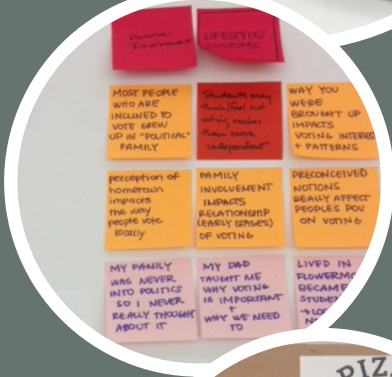 Personal
LIFESTYLE/
CUSTOMS
MOST PEOPLE
WHO ARE
INCLINED TO
VOTE GREW
UP IN "POLITICAL"
FAMILY
Students may
think/feel not
voting makes
them more
independent
WAY YOU
WERE
BROUGHT UP
IMPACTS
VOTING INTERES
+ PATTERNS
perception of
hometown
impacts
the way
people vote
locally
FAMILY
INVOLVEMENT
IMPACTS
RELATIONSHIP
(EARLY STAGES)
OF VOTING
PRECONCEIVED
NOTIONS
REALLY AFFECT
PEOPLES POV
ON VOTING
MY FAMILY
WAS NEVER
INTO POLITICS
SO I NEVER
REALLY THOUGHT
ABOUT IT
MY DAD
TAUGHT ME
WHY VOTING
IS IMPORTANT
+
WHY WE NEED
TO
LIVED IN
FLOWERMO
BECAME
STUDE
→ LO
RIZ